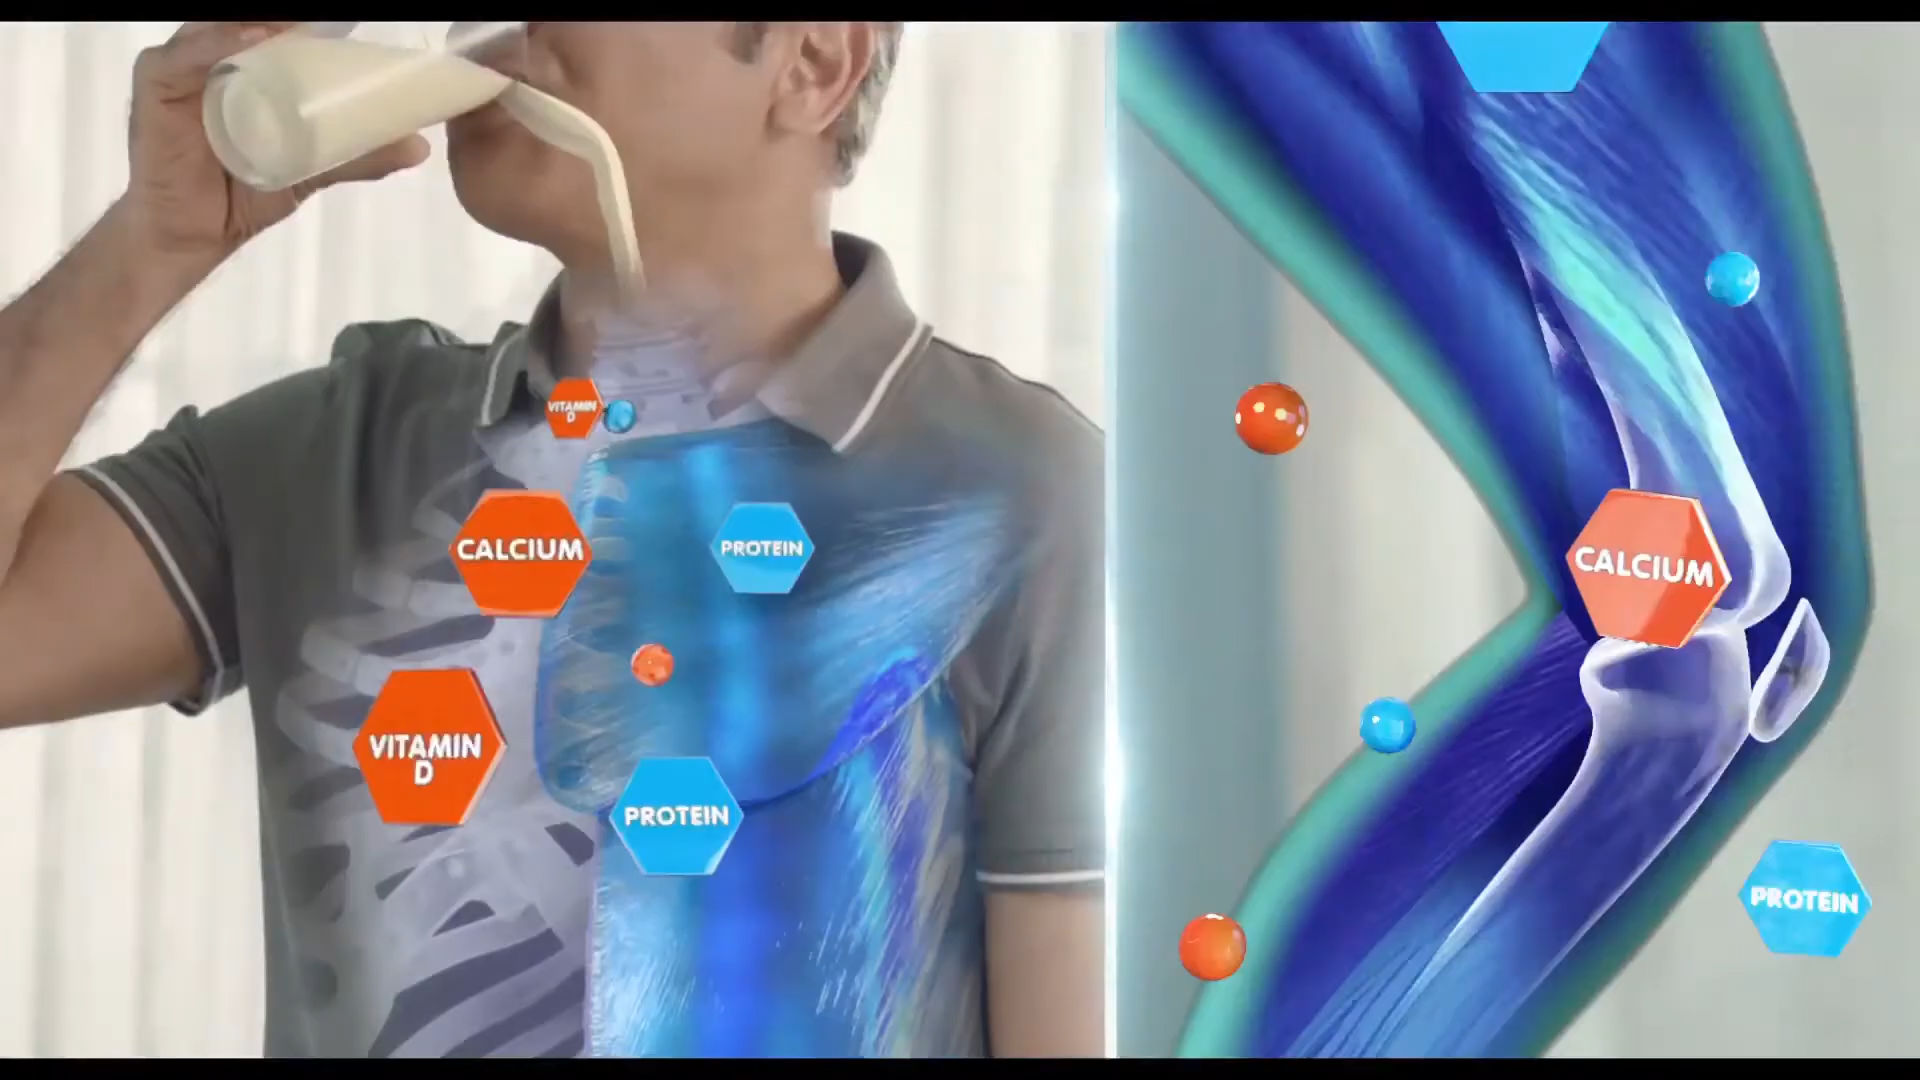 VITAMIN
D
CALCIUM
PROTEIN
VITAMIN
D
PROTEIN
CALCIUM
PROTEIN